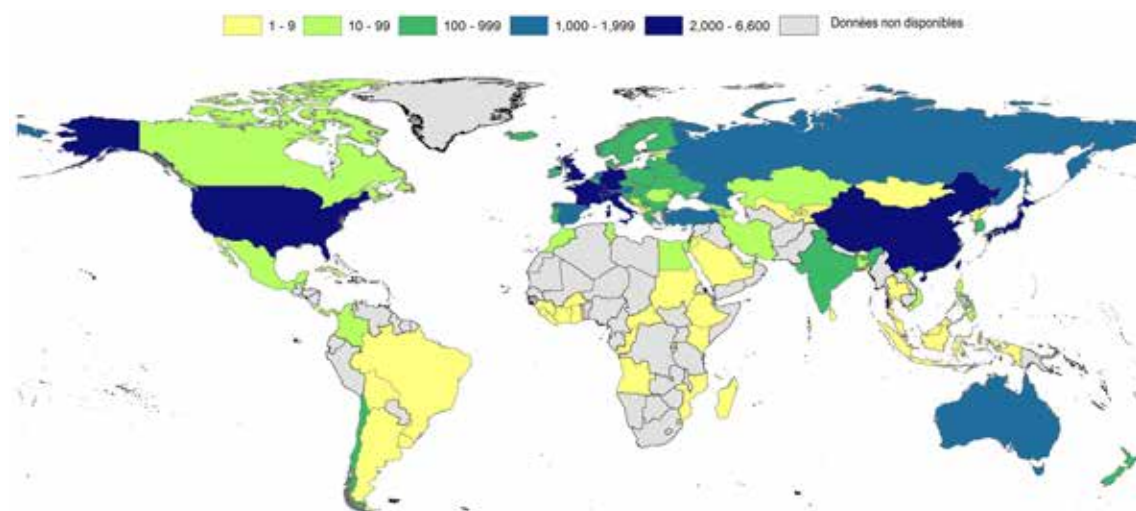 1 - 9 10 - 99 100 - 999 1,000 - 1,999 2,000 - 6,600 Données non disponibles